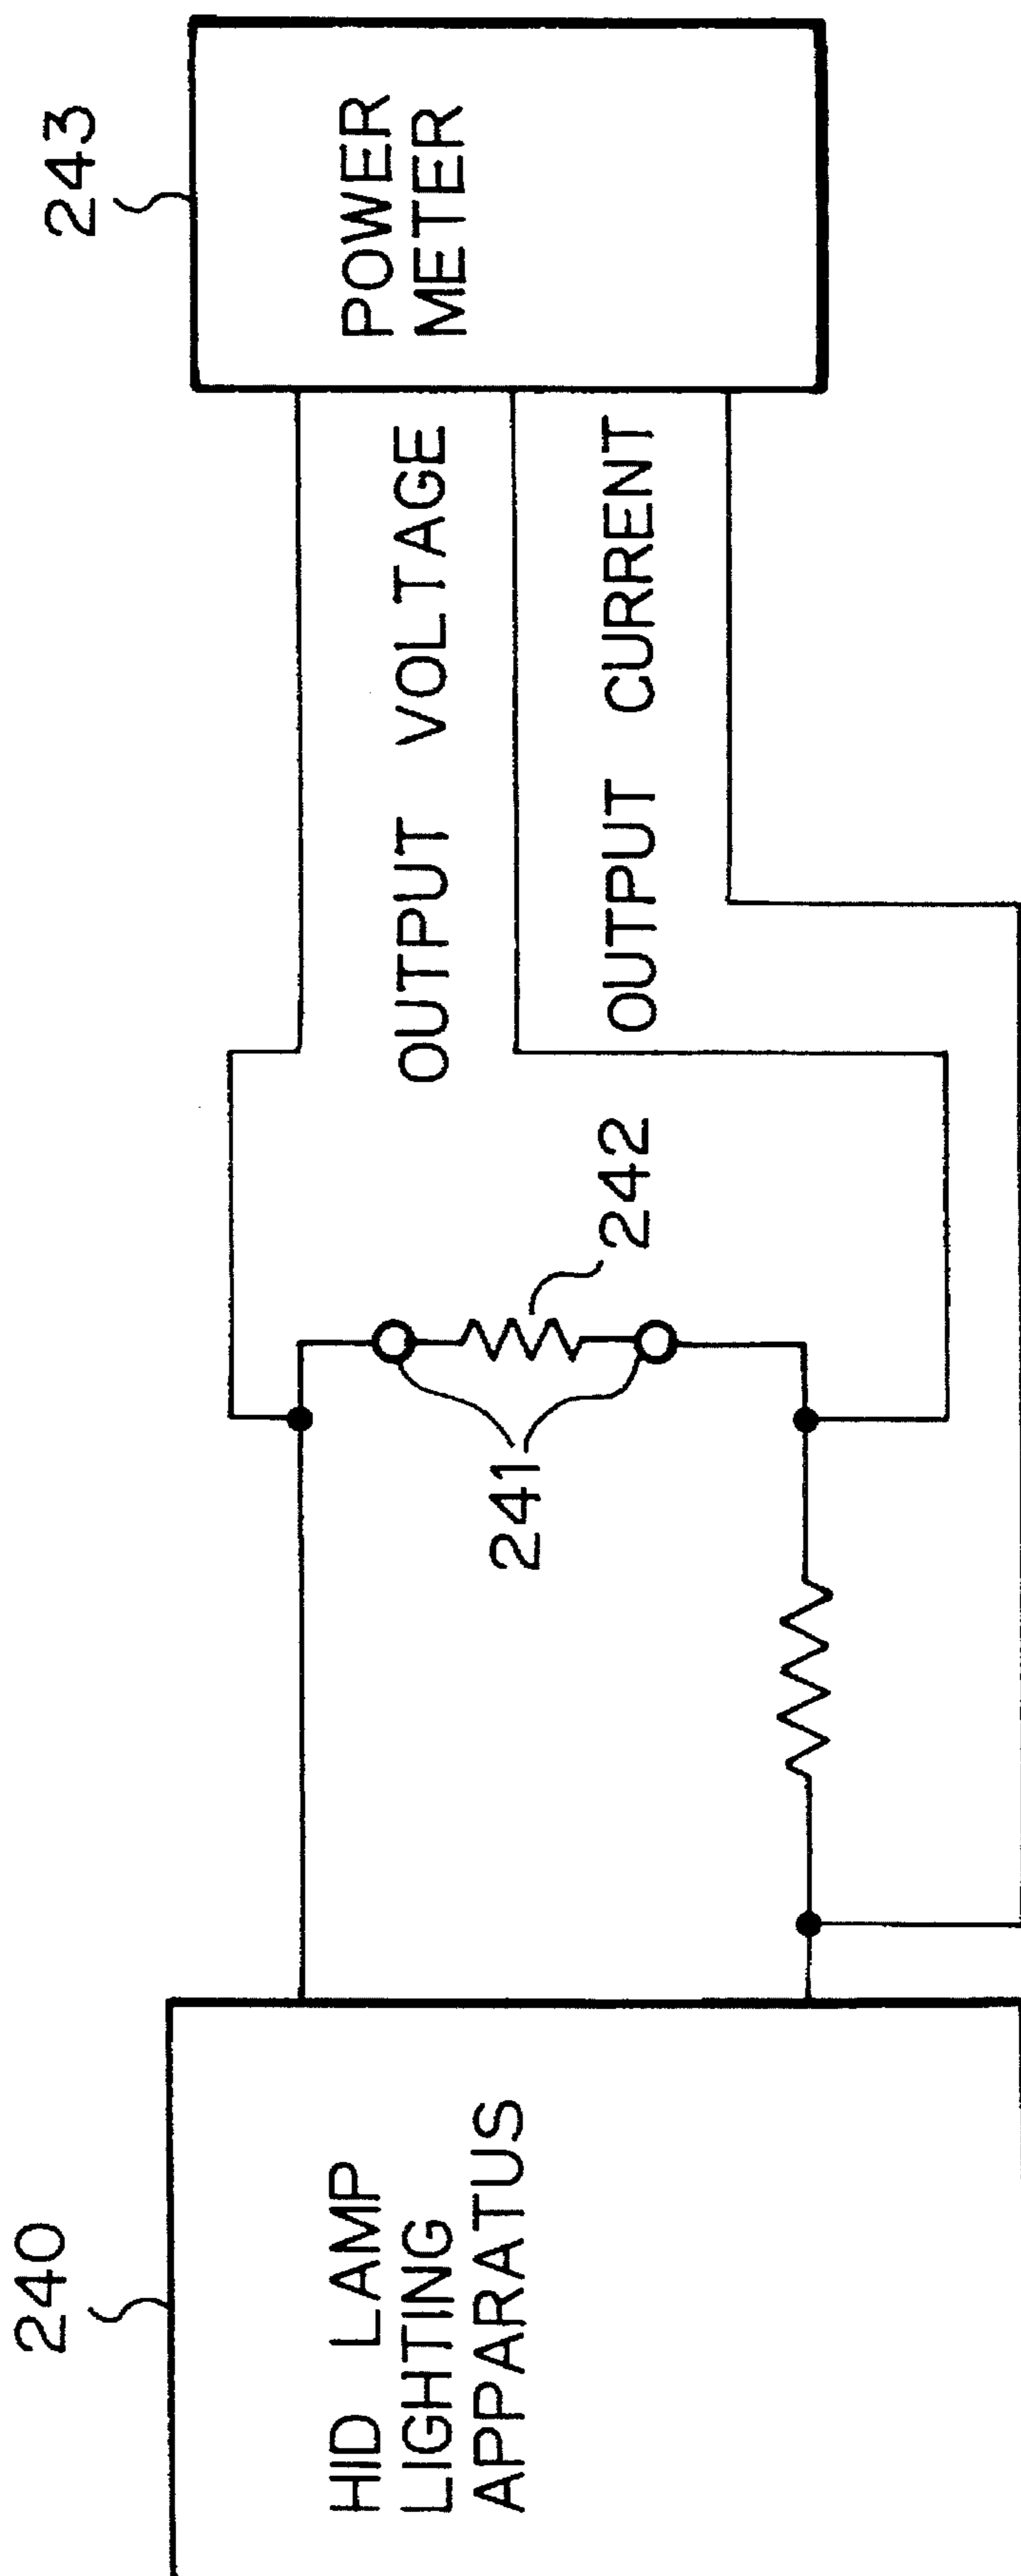 240
HID LAMP
LIGHTING
APPARATUS
241
242
OUTPUT VOLTAGE
OUTPUT CURRENT
243
POWER
METER